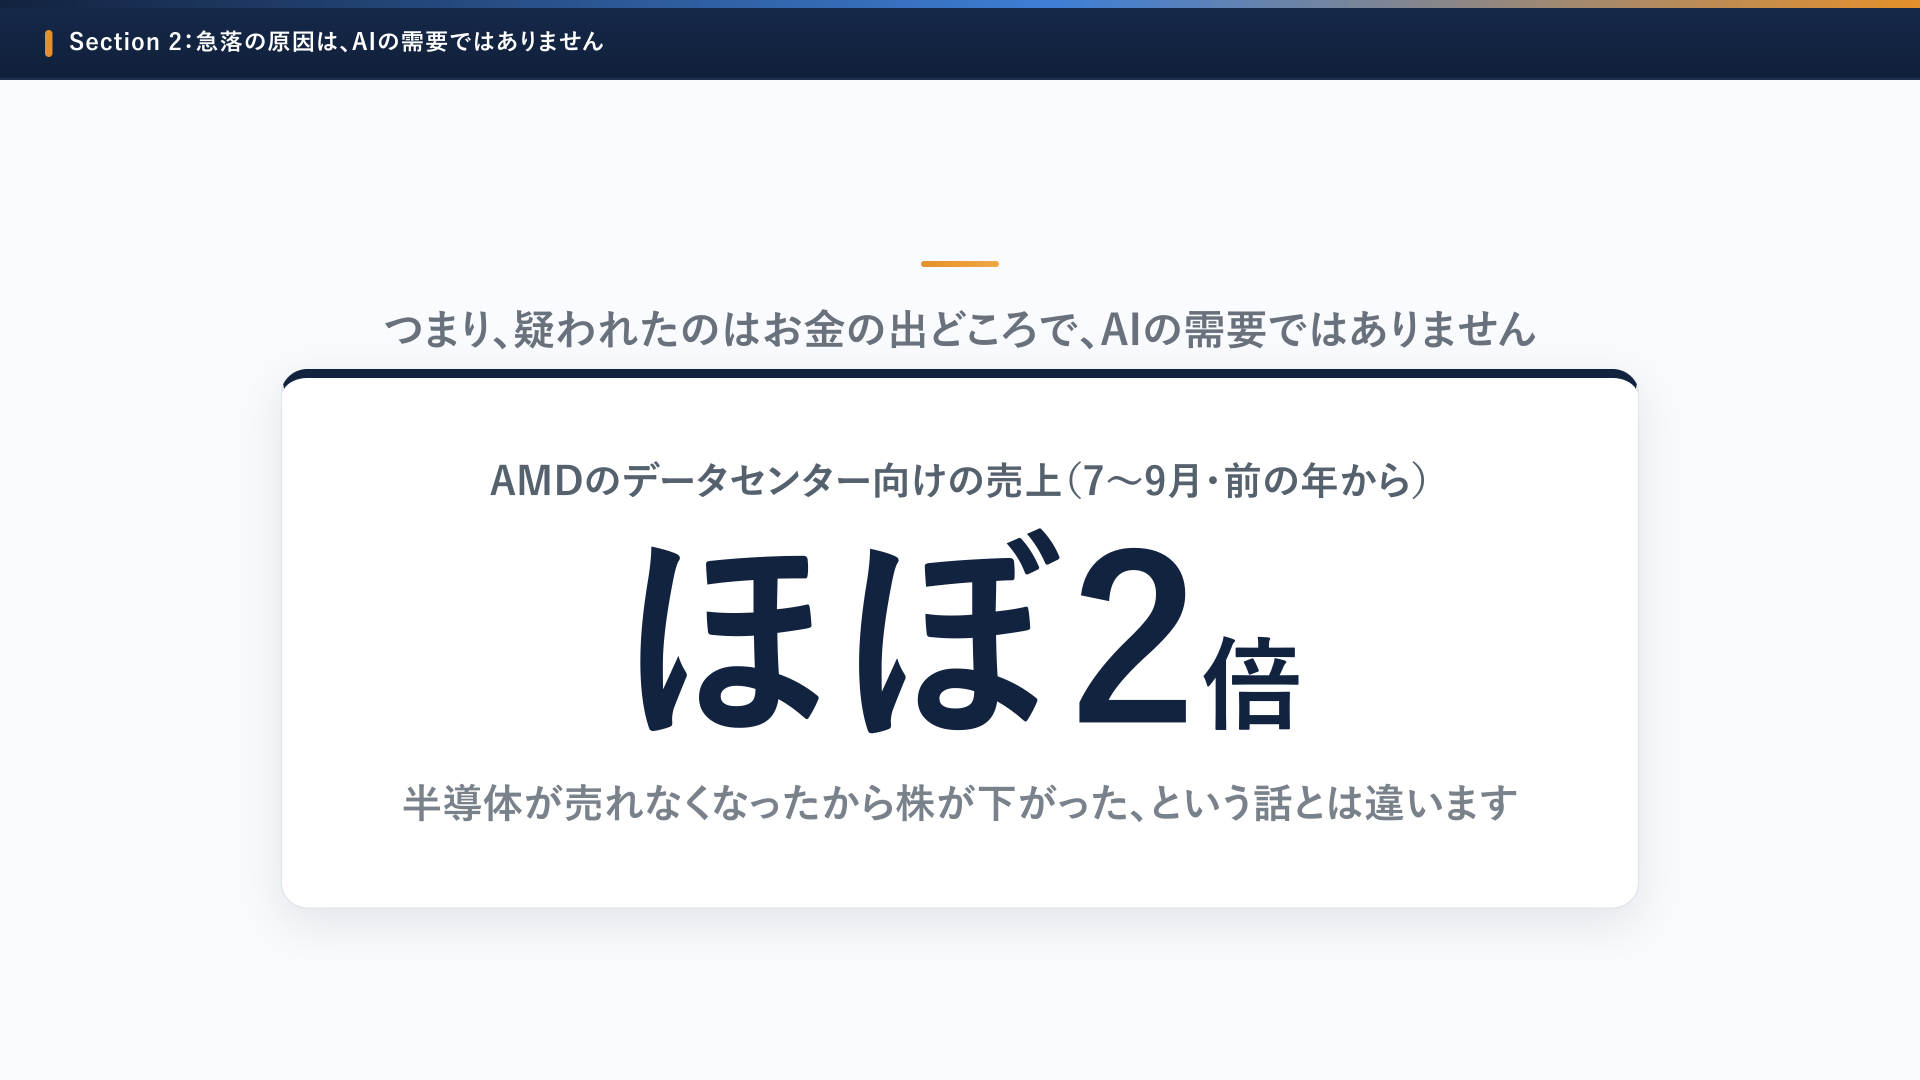 Section 2：急落の原因は、AIの需要ではありません
つまり、疑われたのはお金の出どころで、AIの需要ではありません
AMDのデータセンター向けの売上（7〜9月・前の年から）
ほぼ2倍
半導体が売れなくなったから株が下がった、という話とは違います